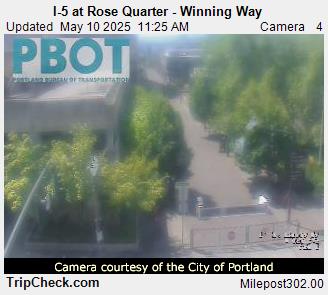 I-5 at Rose Quarter - Winning Way
Updated May 10 2025 11:25 AM Camera 4
PBOT
PORTLAND BUREAU OF TRANSPORTATION
Camera courtesy of the City of Portland
TripCheck.com Milepost302.00